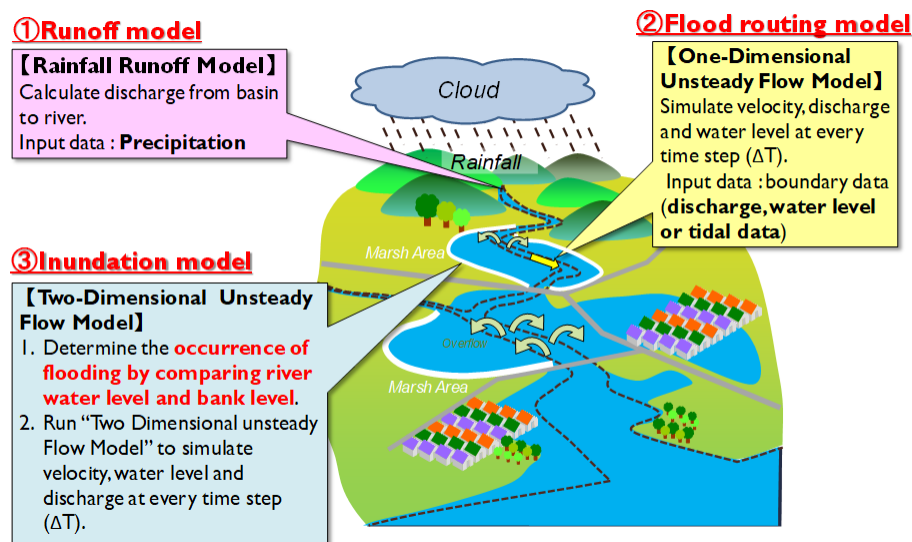 ①Runoff model
【Rainfall Runoff Model】
Calculate discharge from basin
to river.
Input data : Precipitation
②Flood routing model
【One-Dimensional
Unsteady Flow Model】
Simulate velocity, discharge
and water level at every
time step (ΔT).
Input data : boundary data
(discharge, water level
or tidal data)
Cloud
Rainfall
Marsh Area
③Inundation model
【Two-Dimensional Unsteady
Flow Model】
1. Determine the occurrence of
flooding by comparing river
water level and bank level.
2. Run “Two Dimensional unsteady
Flow Model” to simulate
velocity, water level and
discharge at every time step
(ΔT).
Overflow
Marsh Area